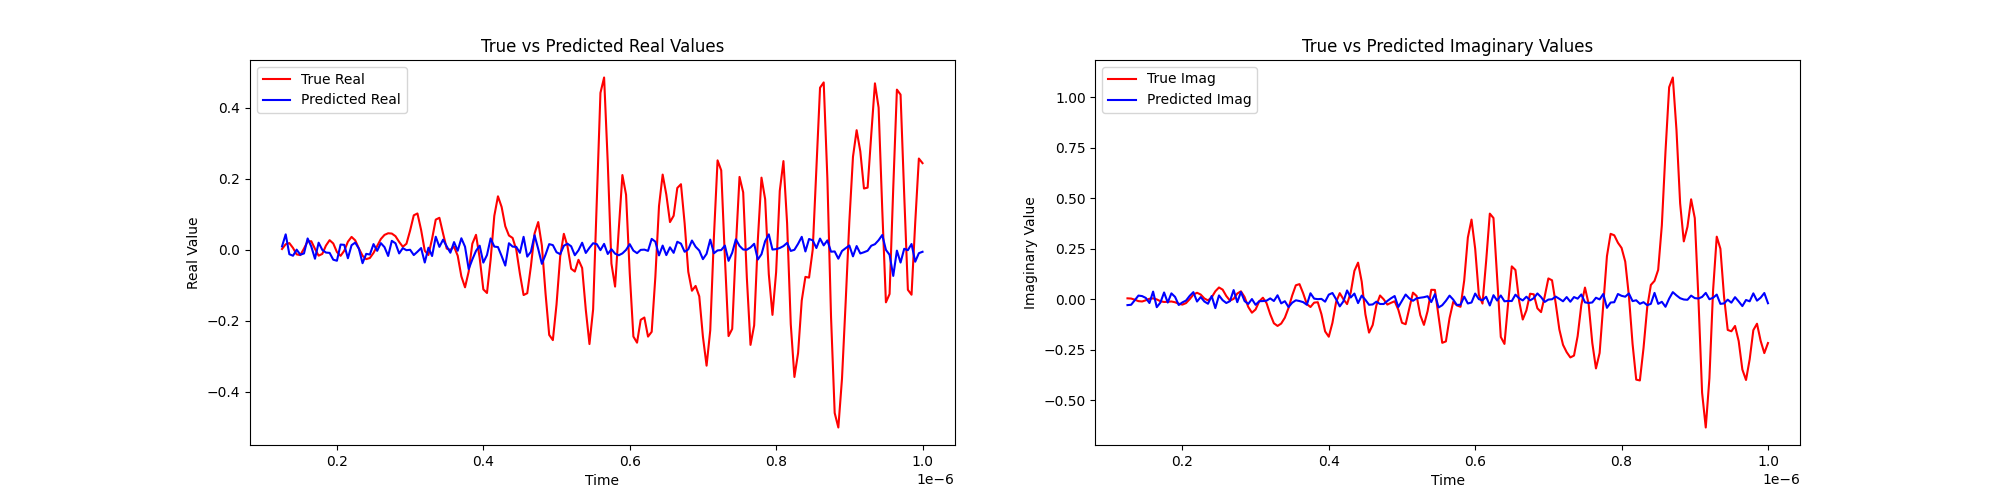 True vs Predicted Real Values
True Real
Predicted Real
Real Value
0.4
0.2
0.0
−0.2
−0.4
0.2
0.4
0.6
0.8
1.0
Time
1e−6
True vs Predicted Imaginary Values
True Imag
Predicted Imag
Imaginary Value
1.00
0.75
0.50
0.25
0.00
−0.25
−0.50
0.2
0.4
0.6
0.8
1.0
Time
1e−6